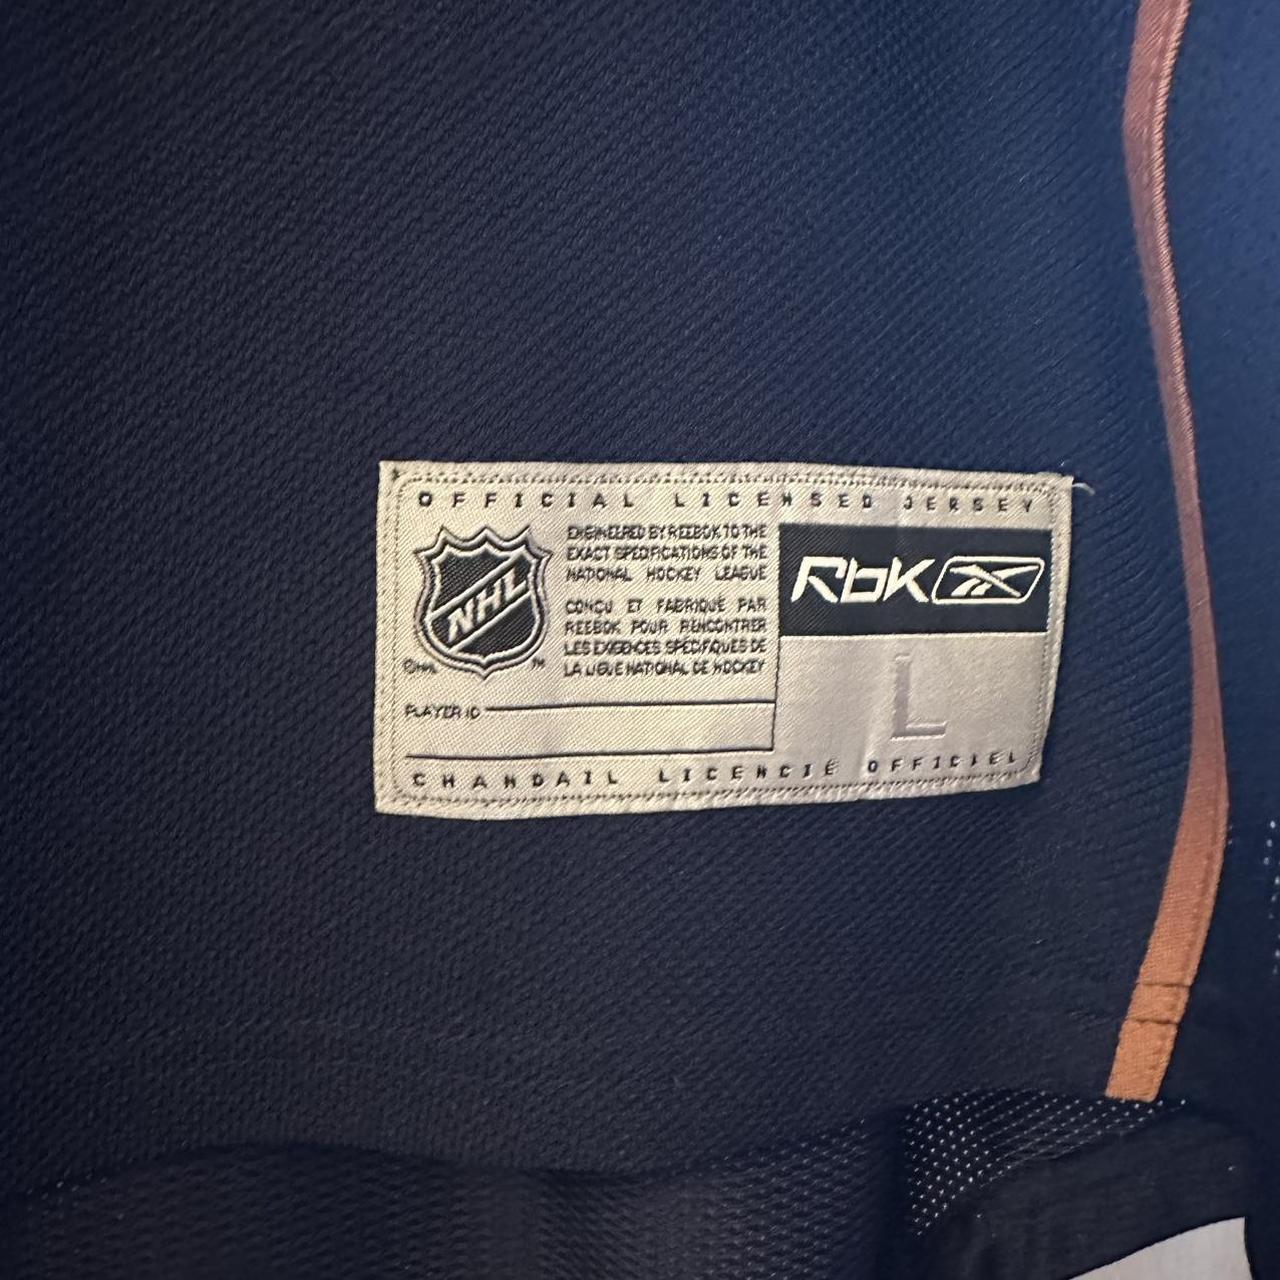 OFFICIAL LICENSED JERSEY
NHL
©NHL
™
ENGINEERED BY REEBOK TO THE
EXACT SPECIFICATIONS OF THE
NATIONAL HOCKEY LEAGUE
CONÇU ET FABRIQUÉ PAR
REEBOK POUR RENCONTRER
LES EXIGENCES SPÉCIFIQUES DE
LA LIGUE NATIONAL DE HOCKEY
Rbk
L
PLAYER ID
CHANDAIL LICENCIÉ OFFICIEL